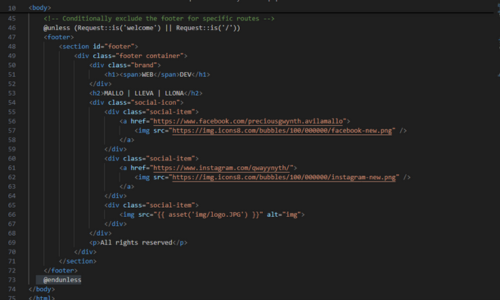 10 <body>
45 <!-- Conditionally exclude the footer for specific routes -->
46 @unless (Request::is('welcome') || Request::is('/'))
47 <footer>
48 <section id="footer">
49 <div class="footer container">
50 <div class="brand">
51 <h1><span>WEB</span>DEV</h1>
52 </div>
53 <h2>MALLO | LLEVA | LLONA</h2>
54 <div class="social-icon">
55 <div class="social-item">
56 <a href="https://www.facebook.com/preciousgwynth.avilamallo">
57 <img src="https://img.icons8.com/bubbles/100/000000/facebook-new.png" />
58 </a>
59 </div>
60 <div class="social-item">
61 <a href="https://www.instagram.com/qwayynyth/">
62 <img src="https://img.icons8.com/bubbles/100/000000/instagram-new.png" />
63 </a>
64 </div>
65 <div class="social-item">
66 <img src="{{ asset('img/logo.JPG') }}" alt="img">
67 </div>
68 </div>
69 <p>All rights reserved</p>
70 </div>
71 </section>
72 </footer>
73 @endunless
74 </body>
75 </html>